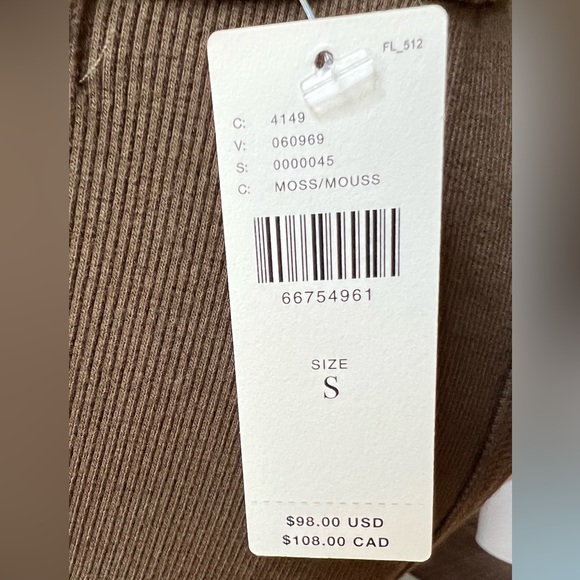 FL_512
C: 4149
V: 060969
S: 0000045
C: MOSS/MOUSS
66754961
SIZE
S
$98.00 USD
$108.00 CAD